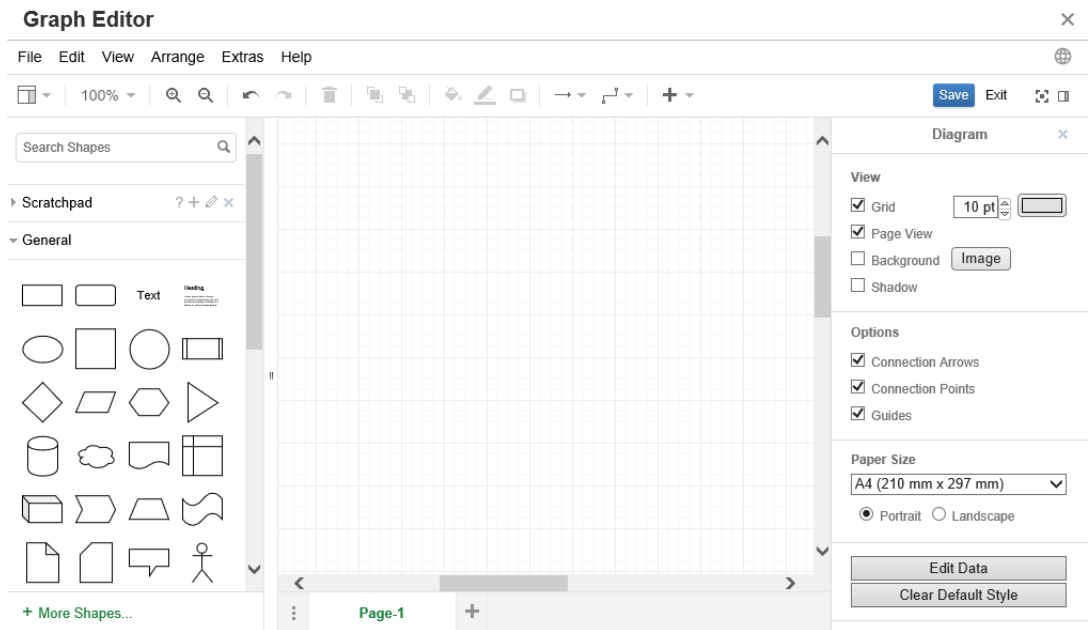 Graph Editor
File Edit View Arrange Extras Help
100%
Save Exit
Search Shapes
Scratchpad
?
General
Text
Heading
+ More Shapes...
Page-1
Diagram
View
Grid 10 pt
Page View
Background Image
Shadow
Options
Connection Arrows
Connection Points
Guides
Paper Size
A4 (210 mm x 297 mm)
Portrait Landscape
Edit Data
Clear Default Style